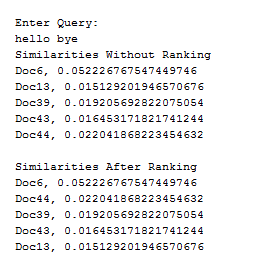 Enter Query:
hello bye
Similarities Without Ranking
Doc6, 0.052226767547449746
Doc13, 0.015129201946570676
Doc39, 0.019205692822075054
Doc43, 0.016453171821741244
Doc44, 0.022041868223454632

Similarities After Ranking
Doc6, 0.052226767547449746
Doc44, 0.022041868223454632
Doc39, 0.019205692822075054
Doc43, 0.016453171821741244
Doc13, 0.015129201946570676